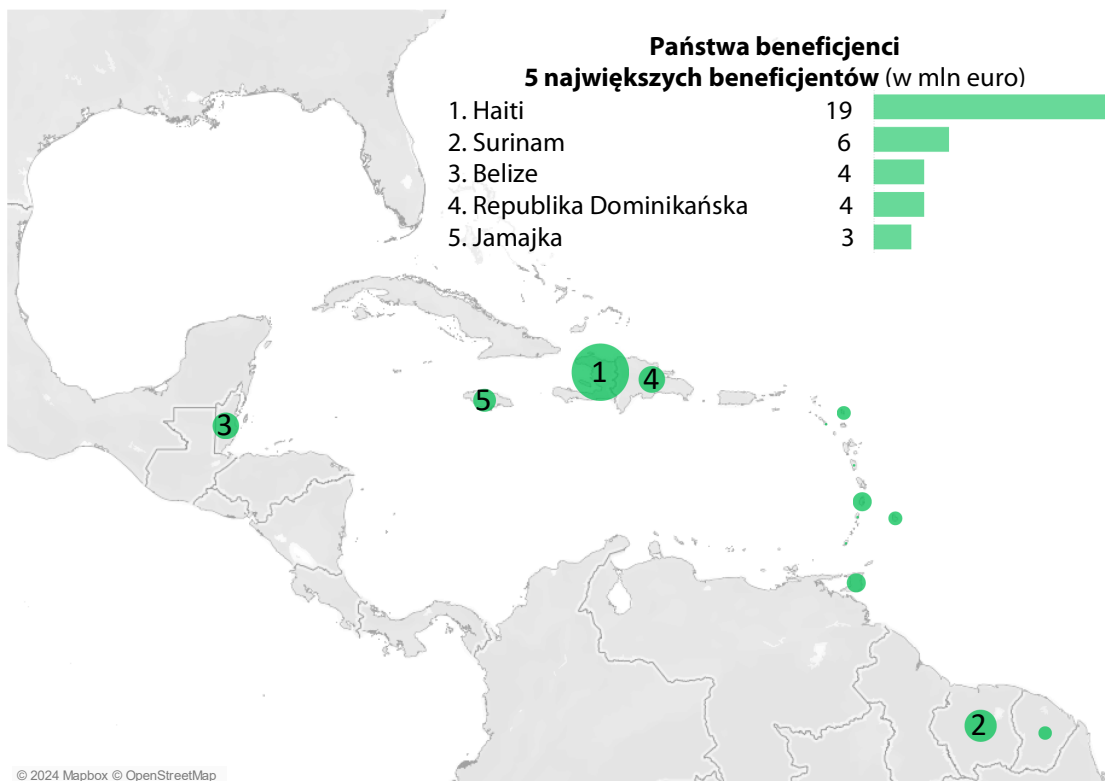 Państwa beneficjenci
5 największych beneficjentów (w mln euro)
1. Haiti 19
2. Surinam 6
3. Belize 4
4. Republika Dominikańska 4
5. Jamajka 3
1
4
5
3
2
© 2024 Mapbox © OpenStreetMap